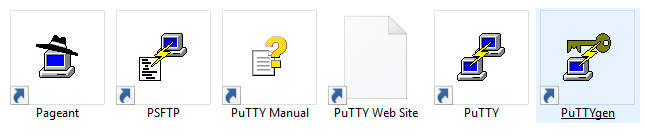 Pageant
PSFTP
PuTTY Manual
PuTTY Web Site
PuTTY
PuTTYgen